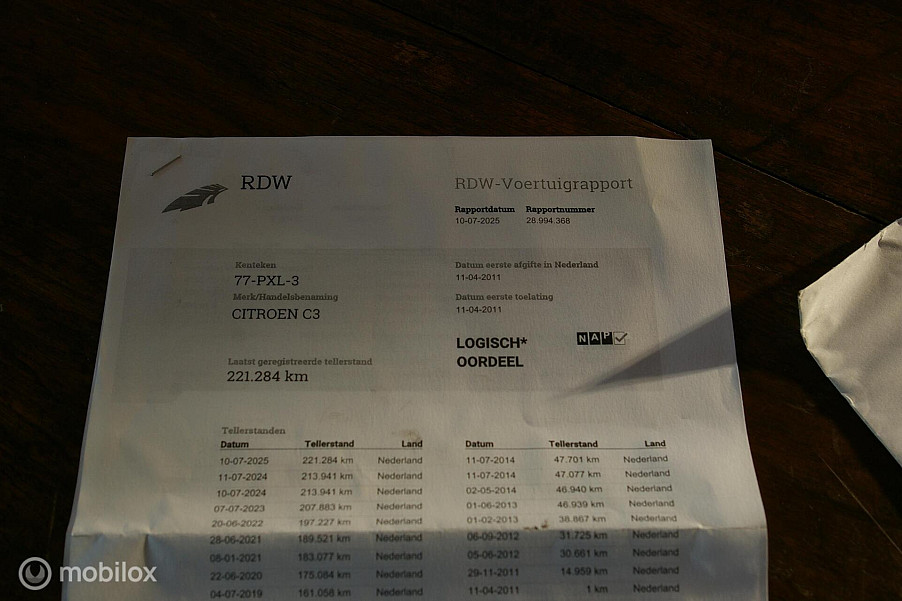 RDW
RDW-Voertuigrapport
Rapportdatum Rapportnummer
10-07-2025 28.994.368
Kenteken
77-PXL-3
Merk/Handelsbenaming
CITROEN C3
Laatst geregistreerde tellerstand
221.284 km
Datum eerste afgifte in Nederland
11-04-2011
Datum eerste toelating
11-04-2011
LOGISCH*
OORDEEL
NAP
Tellerstanden
Datum Tellerstand Land
10-07-2025 221.284 km Nederland
11-07-2024 213.941 km Nederland
10-07-2024 213.941 km Nederland
07-07-2023 207.883 km Nederland
20-06-2022 197.227 km Nederland
28-06-2021 189.521 km Nederland
08-01-2021 183.077 km Nederland
22-06-2020 175.084 km Nederland
04-07-2019 161.058 km Nederland
Datum Tellerstand Land
11-07-2014 47.701 km Nederland
11-07-2014 47.077 km Nederland
02-05-2014 46.940 km Nederland
01-06-2013 46.939 km Nederland
01-02-2013 38.867 km Nederland
06-09-2012 31.725 km Nederland
05-06-2012 30.661 km Nederland
29-11-2011 14.959 km Nederland
11-04-2011 1 km Nederland
mobilox